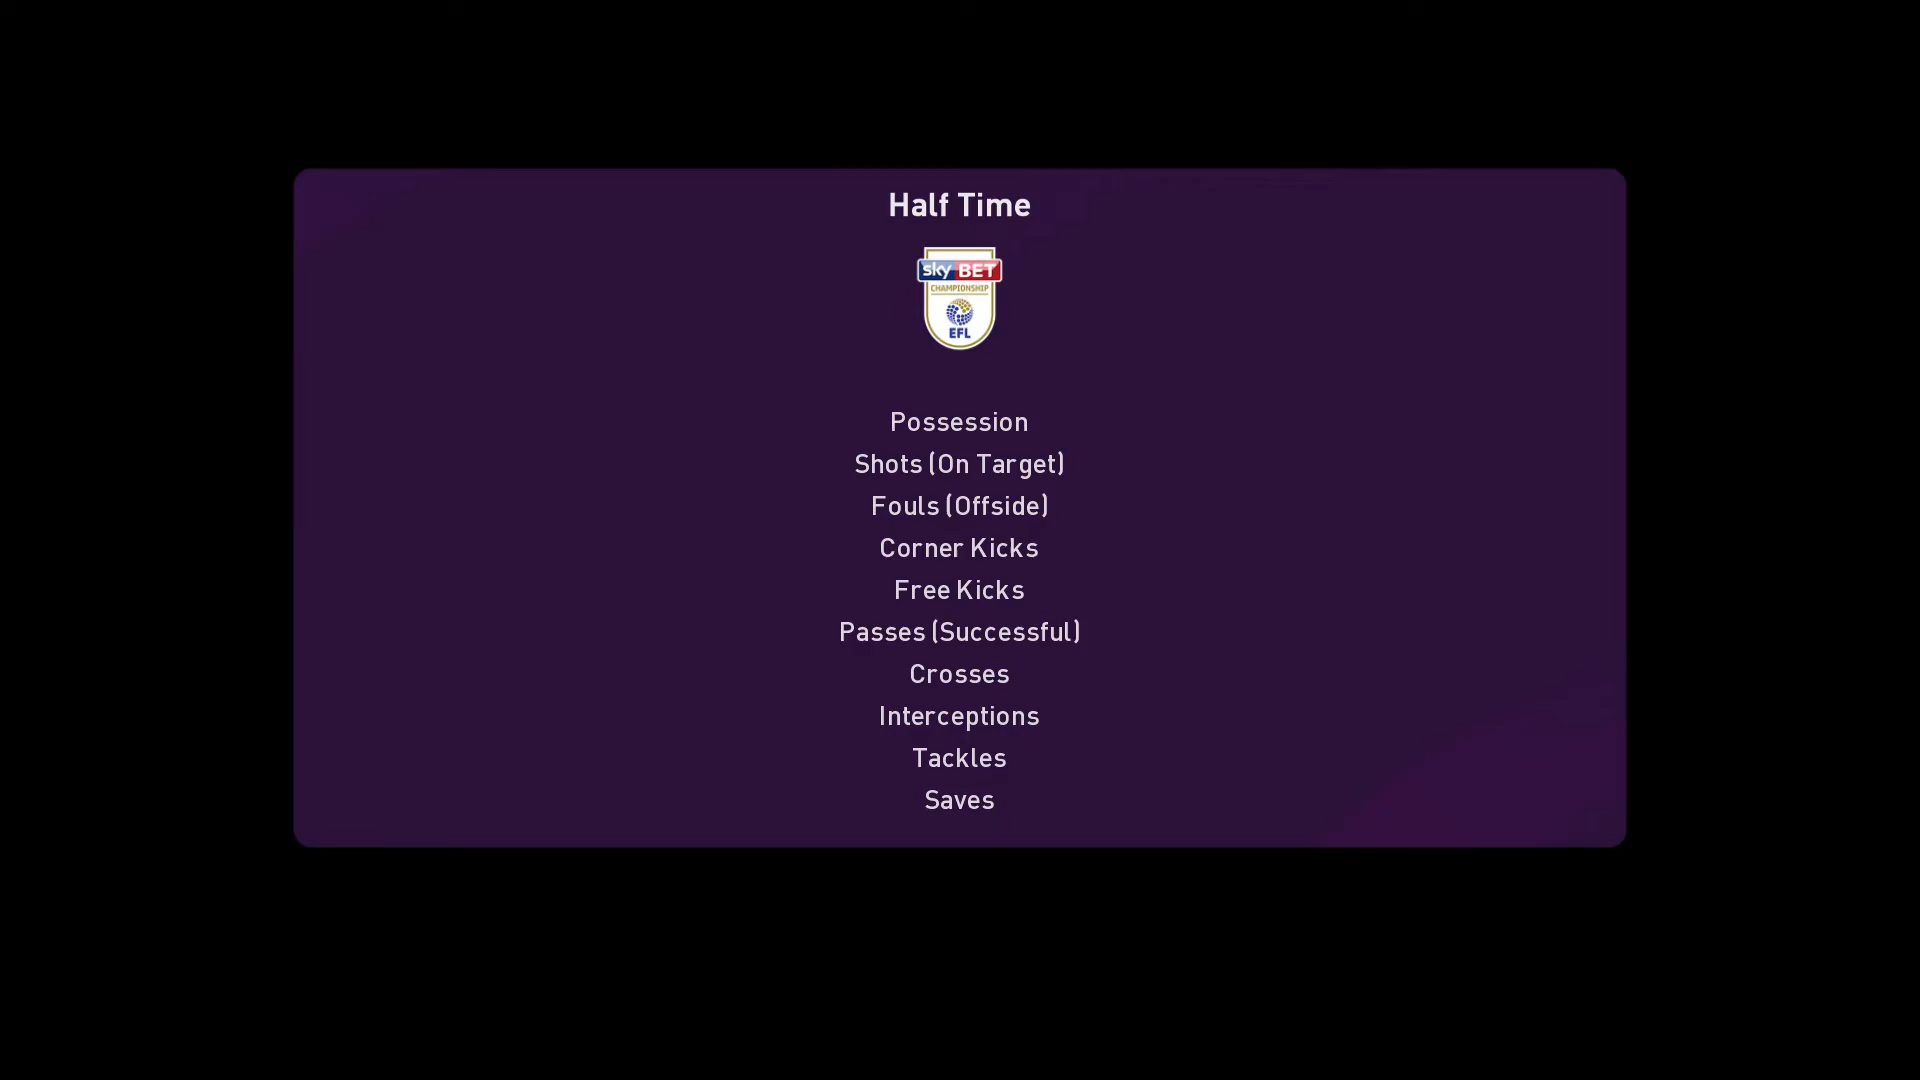 Half Time
sky BET
CHAMPIONSHIP
EFL
Possession
Shots (On Target)
Fouls (Offside)
Corner Kicks
Free Kicks
Passes (Successful)
Crosses
Interceptions
Tackles
Saves